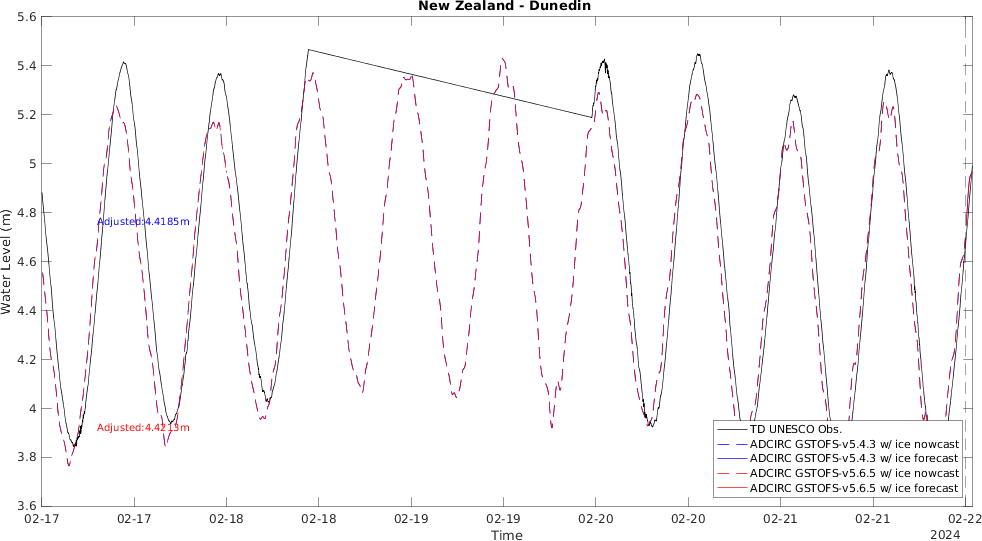 New Zealand - Dunedin
5.6
5.4
5.2
5
4.8
4.6
4.4
4.2
4
3.8
3.6
Water Level (m)
Adjusted:4.4185m
Adjusted:4.4213m
TD UNESCO Obs.
ADCIRC GSTOFS-v5.4.3 w/ ice nowcast
ADCIRC GSTOFS-v5.4.3 w/ ice forecast
ADCIRC GSTOFS-v5.6.5 w/ ice nowcast
ADCIRC GSTOFS-v5.6.5 w/ ice forecast
02-17 02-17 02-18 02-18 02-19 02-19 02-20 02-20 02-21 02-21 02-22
Time
2024